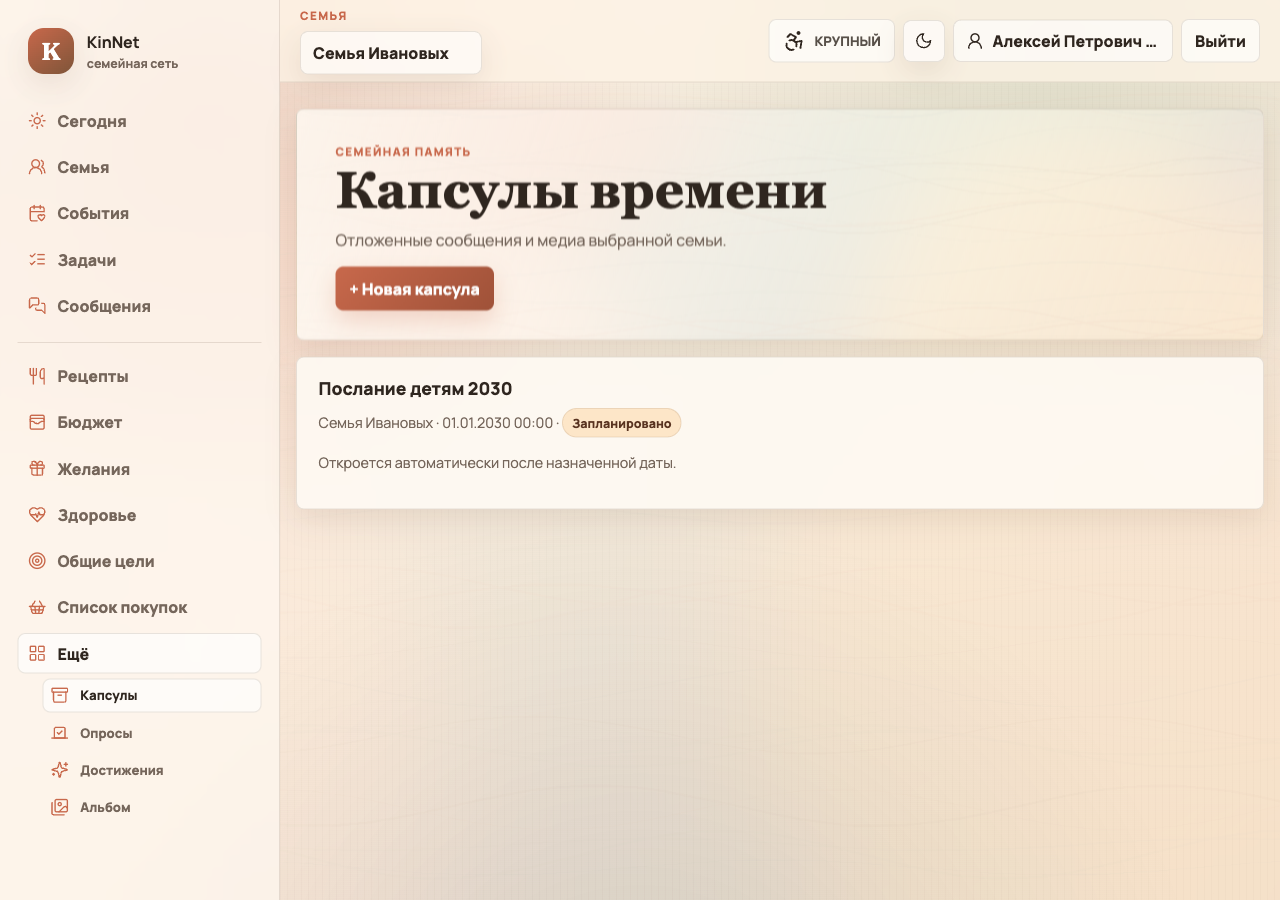 K
KinNet
семейная сеть
Сегодня
Семья
События
Задачи
Сообщения
Рецепты
Бюджет
Желания
Здоровье
Общие цели
Список покупок
Ещё
Капсулы
Опросы
Достижения
Альбом
СЕМЬЯ
Семья Ивановых
КРУПНЫЙ
Алексей Петрович ...
Выйти
СЕМЕЙНАЯ ПАМЯТЬ
Капсулы времени
Отложенные сообщения и медиа выбранной семьи.
+ Новая капсула
Послание детям 2030
Семья Ивановых · 01.01.2030 00:00 · Запланировано
Откроется автоматически после назначенной даты.